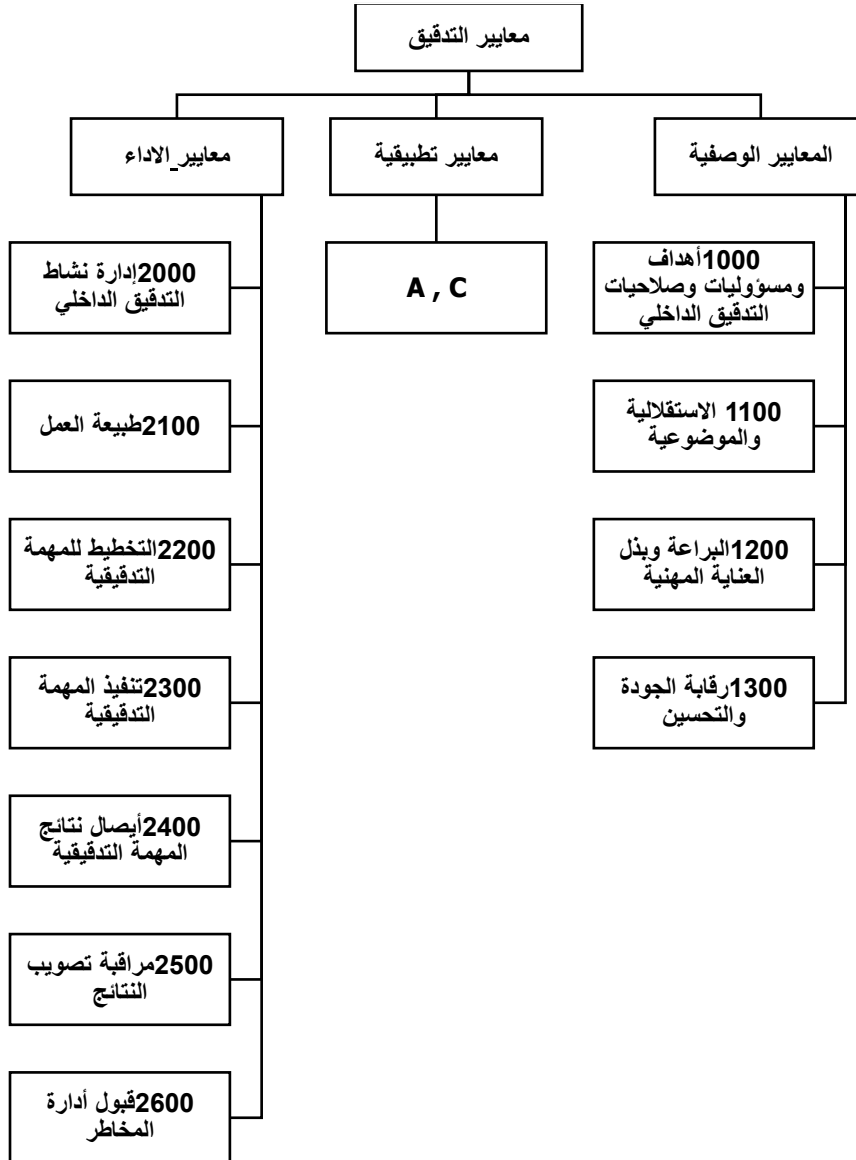 معايير التدقيق
المعايير الوصفية
معايير تطبيقية
معايير_الاداء
1000أهداف
ومسؤوليات وصلاحيات
التدقيق الداخلي
1100 الاستقلالية
والموضوعية
1200البراعة وبذل
العناية المهنية
1300رقابة الجودة
والتحسين
A , C
2000إدارة نشاط
التدقيق الداخلي
2100طبيعة العمل
2200التخطيط للمهمة
التدقيقية
2300تنفيذ المهمة
التدقيقية
2400أيصال نتائج
المهمة التدقيقية
2500مراقبة تصويب
النتائج
2600قبول أدارة
المخاطر